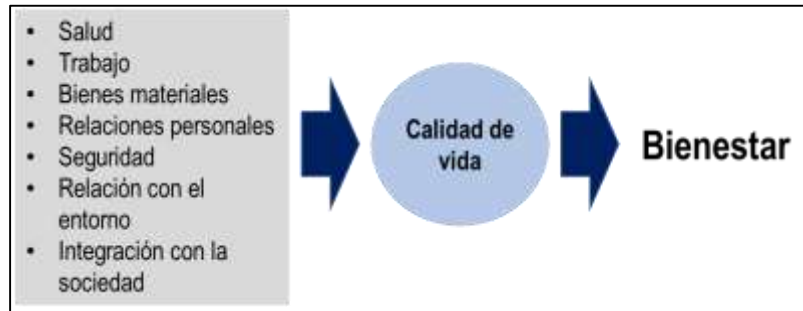 • Salud
• Trabajo
• Bienes materiales
• Relaciones personales
• Seguridad
• Relación con el
entorno
• Integración con la
sociedad
Calidad de
vida
Bienestar